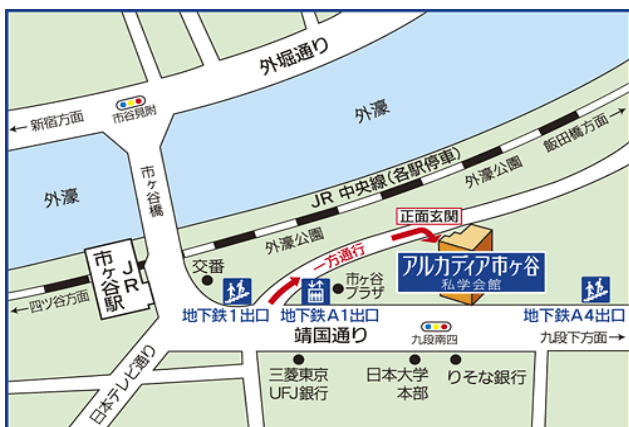 外堀通り
市谷見附
←新宿方面
外濠
外濠
市ヶ谷橋
JR 中央線(各駅停車)
外濠公園
飯田橋方面→
正面玄関
外濠公園
一方通行
交番
JR
市ヶ谷駅
←四ツ谷方面
市ヶ谷
プラザ
アルカディア市ヶ谷
私学会館
地下鉄1出口
地下鉄A1出口
地下鉄A4出口
靖国通り
九段南四
九段下方面→
日本テレビ通り
三菱東京
UFJ銀行
日本大学
本部
りそな銀行